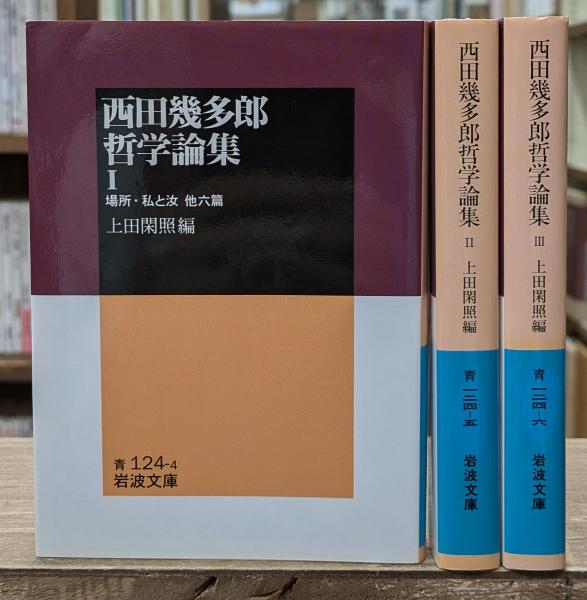 西田幾多郎
哲学論集
I
場所・私と汝 他六篇
上田閑照編
青 124-4
岩波文庫
西田幾多郎哲学論集 II 上田閑照編
青 一二四-五
岩波文庫
西田幾多郎哲学論集 III 上田閑照編
青 一二四-六
岩波文庫